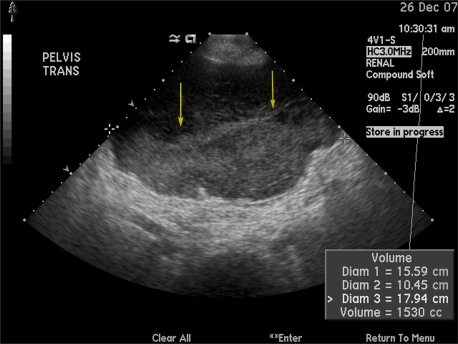 26 Dec 07
10:30:31 am
4V1-S
HC3.0MHz 200mm
RENAL
Compound Soft
90dB S1/ 0/3/3
Gain= -3dB Δ=2
Store in progress
PELVIS
TRANS
Volume
Diam 1 = 15.59 cm
Diam 2 = 10.45 cm
> Diam 3 = 17.94 cm
Volume = 1530 cc
Clear All Enter Return To Menu